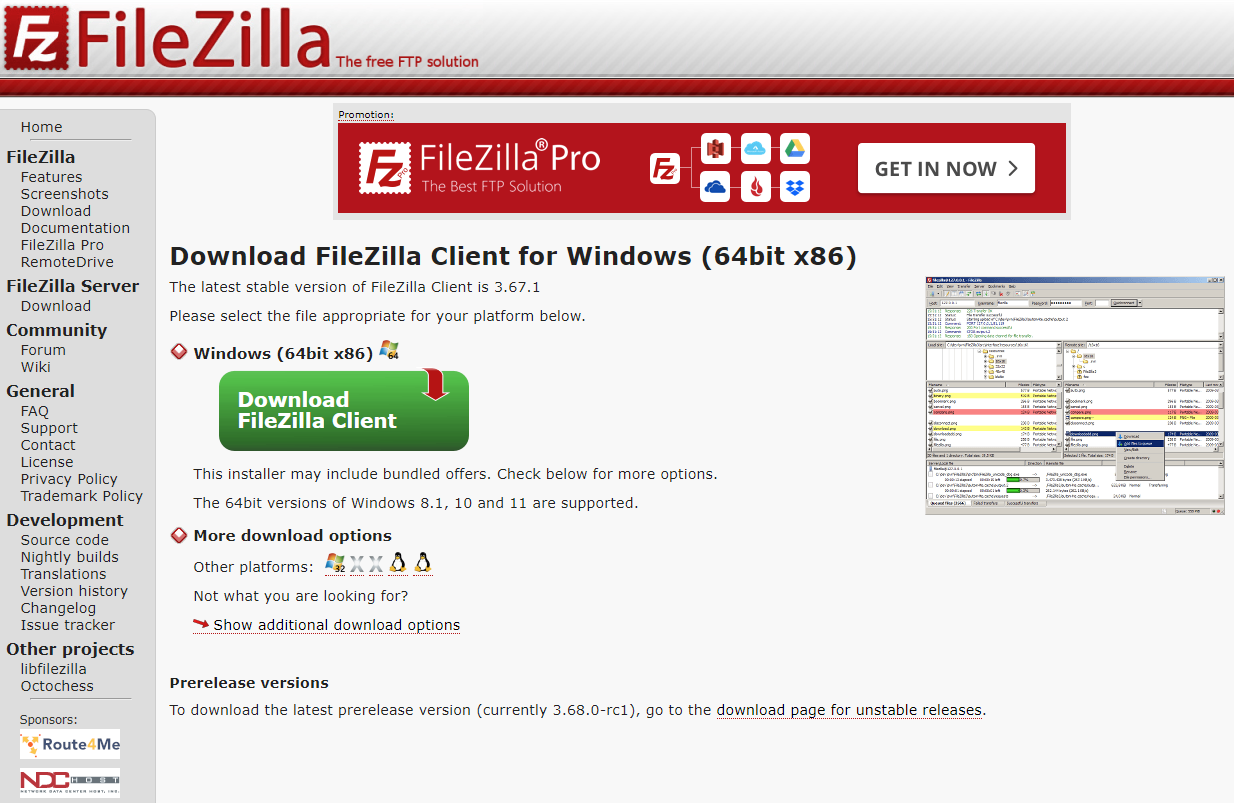 FileZilla The free FTP solution
Home
FileZilla
Features
Screenshots
Download
Documentation
FileZilla Pro
RemoteDrive
FileZilla Server
Download
Community
Forum
Wiki
General
FAQ
Support
Contact
License
Privacy Policy
Trademark Policy
Development
Source code
Nightly builds
Translations
Version history
Changelog
Issue tracker
Other projects
libfilezilla
Octochess
Sponsors:
Route4Me
NDC HOST
NETWORK DATA CENTER HOST, INC.
Promotion:
FileZilla® Pro
The Best FTP Solution
GET IN NOW
Download FileZilla Client for Windows (64bit x86)
The latest stable version of FileZilla Client is 3.67.1
Please select the file appropriate for your platform below.
Windows (64bit x86) 64
Download
FileZilla Client
This installer may include bundled offers. Check below for more options.
The 64bit versions of Windows 8.1, 10 and 11 are supported.
More download options
Other platforms: 32
Not what you are looking for?
Show additional download options
Prerelease versions
To download the latest prerelease version (currently 3.68.0-rc1), go to the download page for unstable releases.